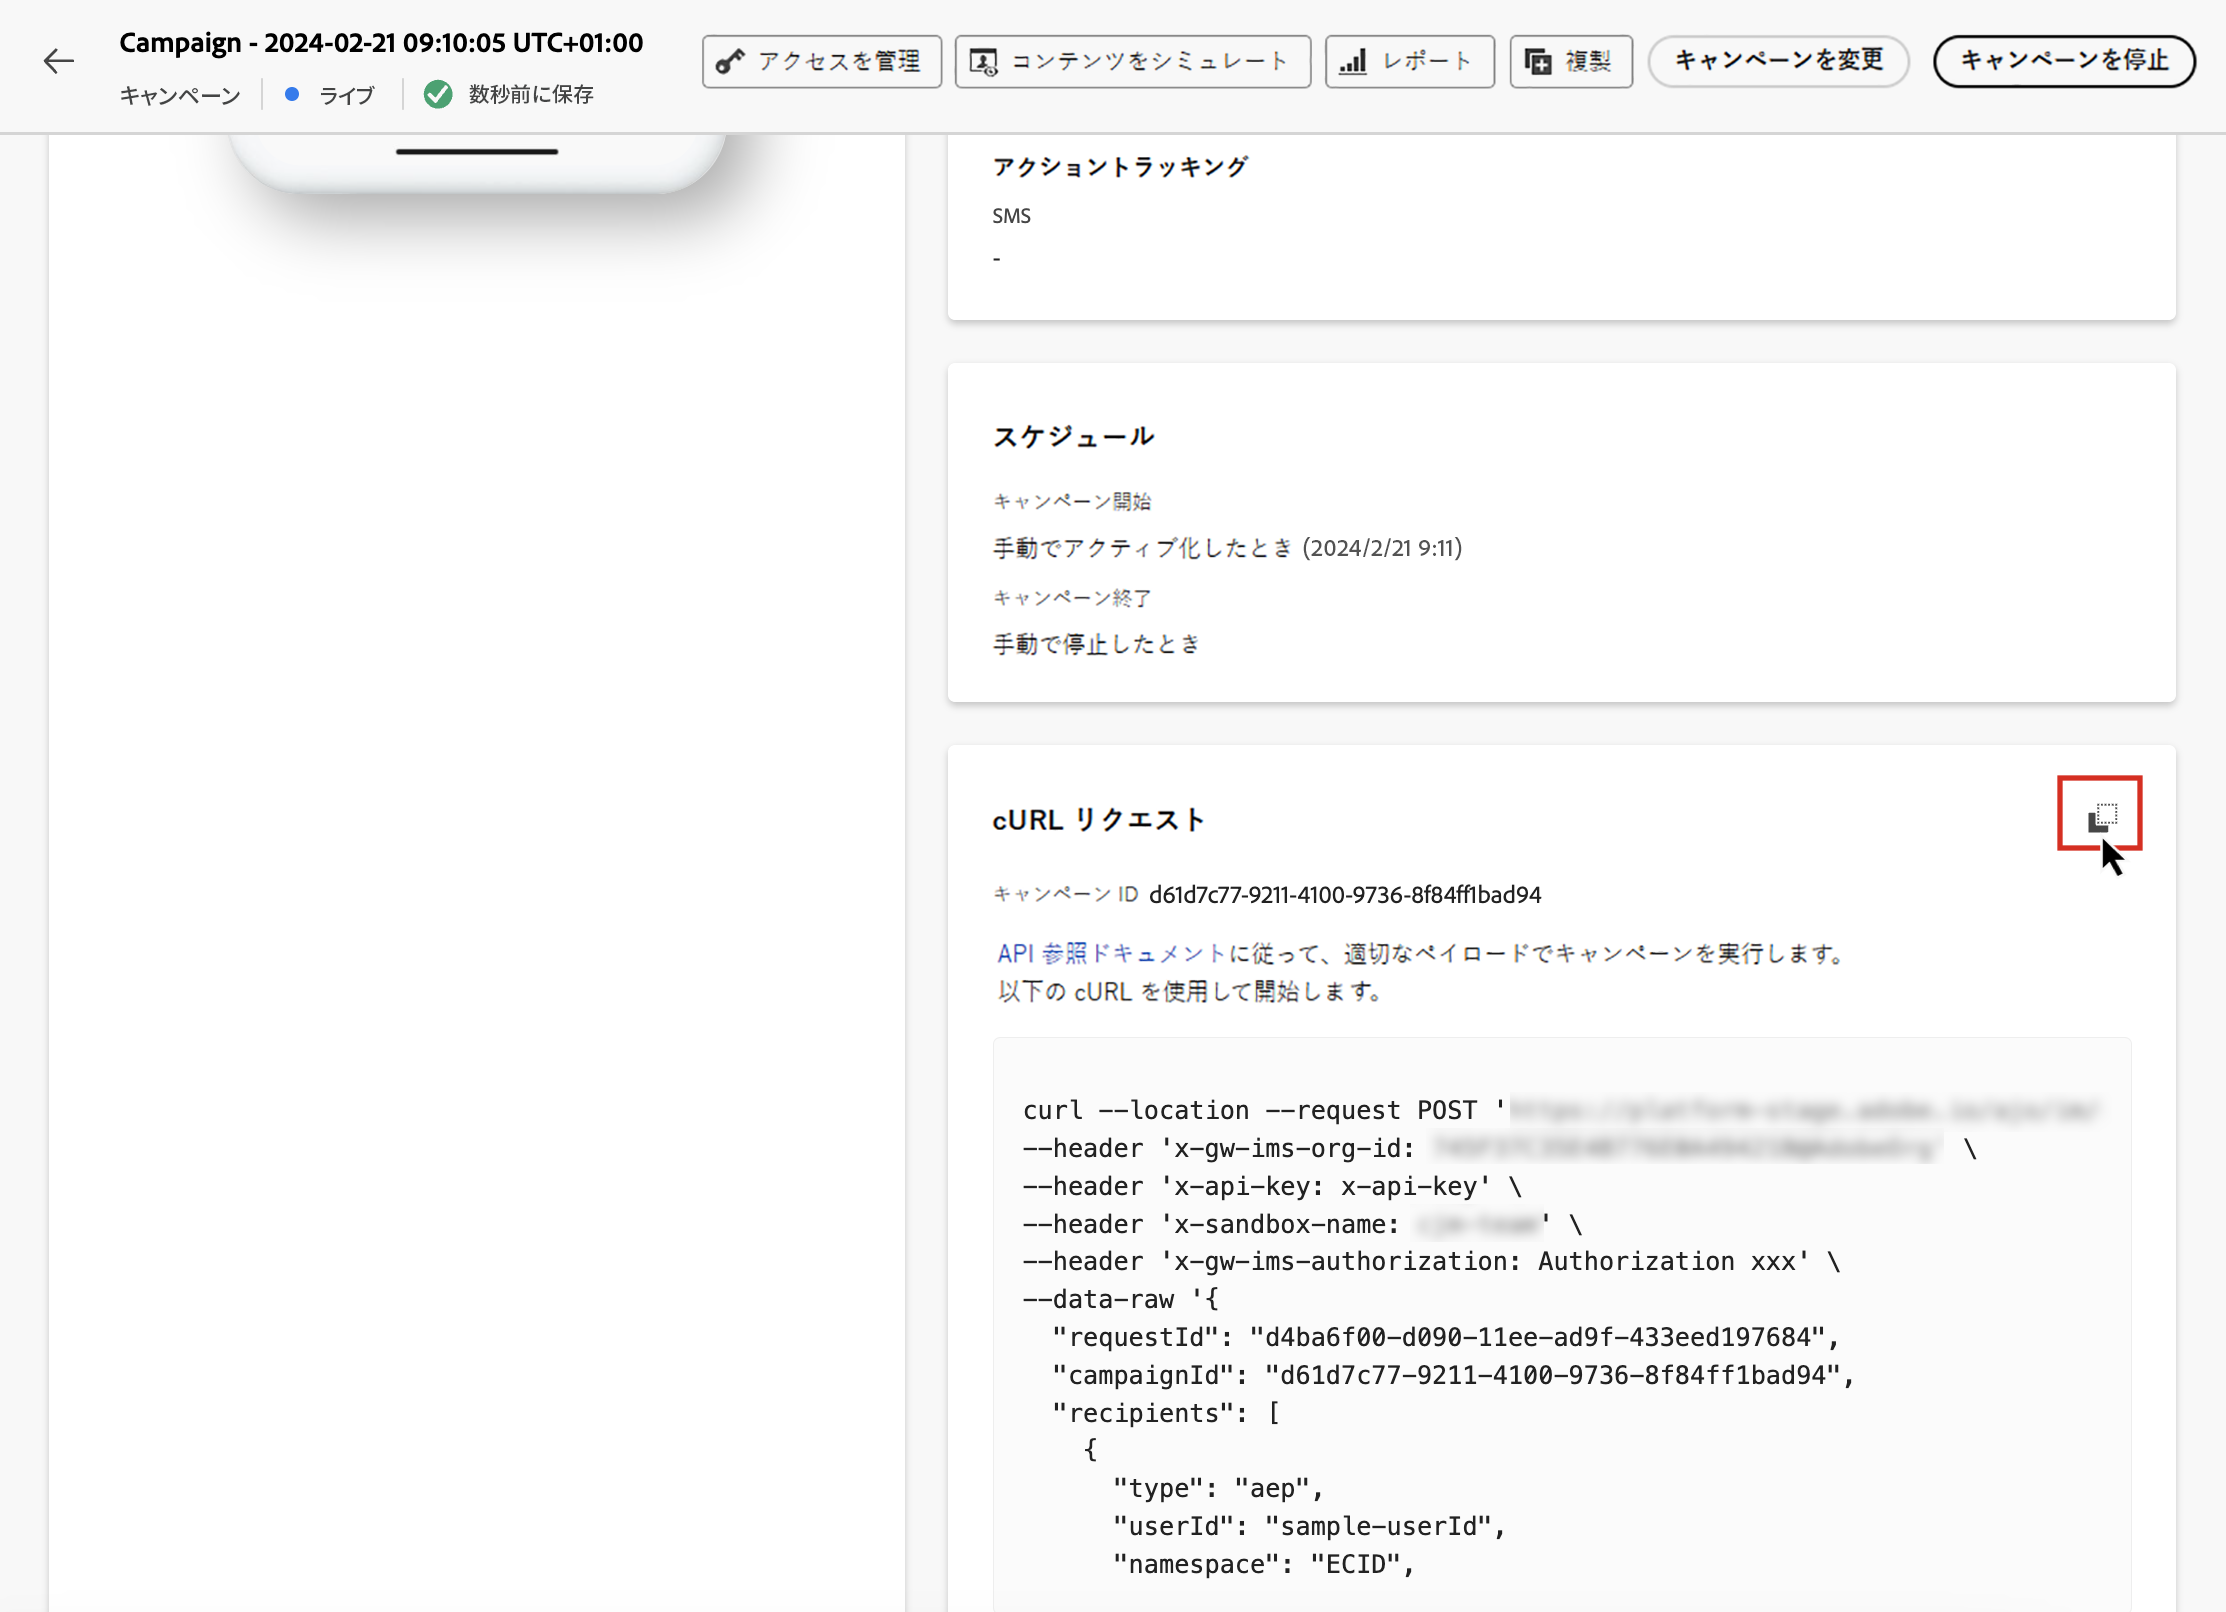 Campaign - 2024-02-21 09:10:05 UTC+01:00
キャンペーン ライブ 数秒前に保存
アクセスを管理 コンテンツをシミュレート レポート 複製 キャンペーンを変更 キャンペーンを停止
アクショントラッキング
SMS
-
スケジュール
キャンペーン開始
手動でアクティブ化したとき (2024/2/21 9:11)
キャンペーン終了
手動で停止したとき
cURL リクエスト
キャンペーン ID d61d7c77-9211-4100-9736-8f84ff1bad94
API 参照ドキュメントに従って、適切なペイロードでキャンペーンを実行します。
以下の cURL を使用して開始します。
curl --location --request POST '
--header 'x-gw-ims-org-id: \
--header 'x-api-key: x-api-key' \
--header 'x-sandbox-name: ' \
--header 'x-gw-ims-authorization: Authorization xxx' \
--data-raw '{
"requestId": "d4ba6f00-d090-11ee-ad9f-433eed197684",
"campaignId": "d61d7c77-9211-4100-9736-8f84ff1bad94",
"recipients": [
{
"type": "aep",
"userId": "sample-userId",
"namespace": "ECID",